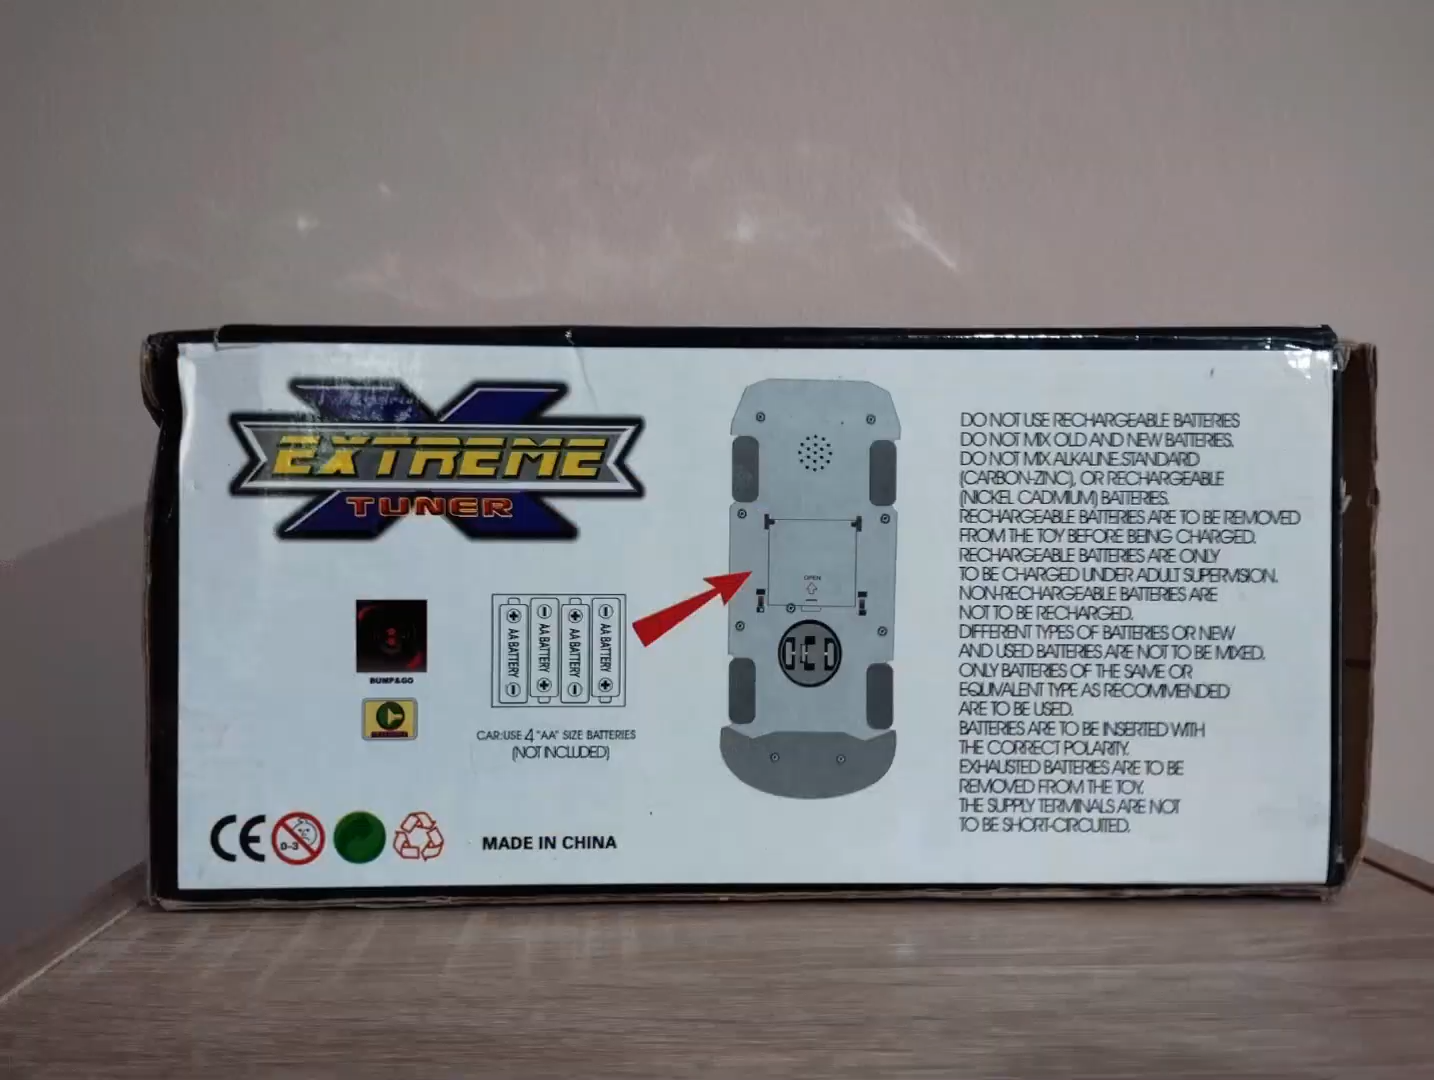 EXTREME
TUNER
BUMP&GO
AA BATTERY
AA BATTERY
AA BATTERY
AA BATTERY
CAR:USE 4 "AA" SIZE BATTERIES
(NOT INCLUDED)
CE
0-3
MADE IN CHINA
OPEN
DO NOT USE RECHARGEABLE BATTERIES
DO NOT MIX OLD AND NEW BATTERIES.
DO NOT MIX ALKALINE.STANDARD
(CARBON-ZINC), OR RECHARGEABLE
(NICKEL CADMIUM) BATTERIES.
RECHARGEABLE BATTERIES ARE TO BE REMOVED
FROM THE TOY BEFORE BEING CHARGED.
RECHARGEABLE BATTERIES ARE ONLY
TO BE CHARGED UNDER ADULT SUPERVISION.
NON-RECHARGEABLE BATTERIES ARE
NOT TO BE RECHARGED.
DIFFERENT TYPES OF BATTERIES OR NEW
AND USED BATTERIES ARE NOT TO BE MIXED.
ONLY BATTERIES OF THE SAME OR
EQUIVALENT TYPE AS RECOMMENDED
ARE TO BE USED.
BATTERIES ARE TO BE INSERTED WITH
THE CORRECT POLARITY.
EXHAUSTED BATTERIES ARE TO BE
REMOVED FROM THE TOY.
THE SUPPLY TERMINALS ARE NOT
TO BE SHORT-CIRCUITED.